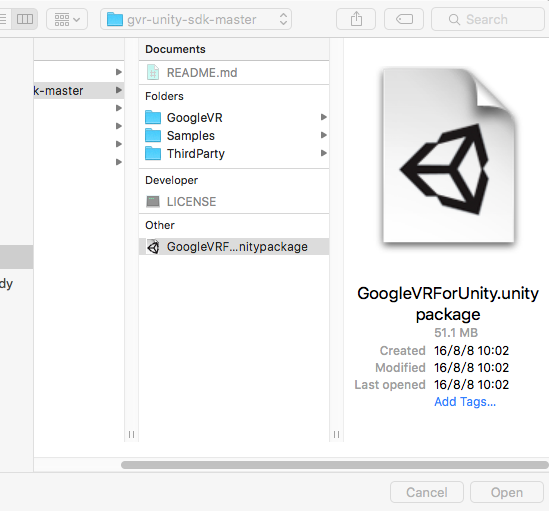 gvr-unity-sdk-master
Search
k-master
dy
Documents
README.md
Folders
GoogleVR
Samples
ThirdParty
Developer
LICENSE
Other
GoogleVRF...nitypackage
GoogleVRForUnity.unity
package
51.1 MB
Created 16/8/8 10:02
Modified 16/8/8 10:02
Last opened 16/8/8 10:02
Add Tags...
Cancel
Open